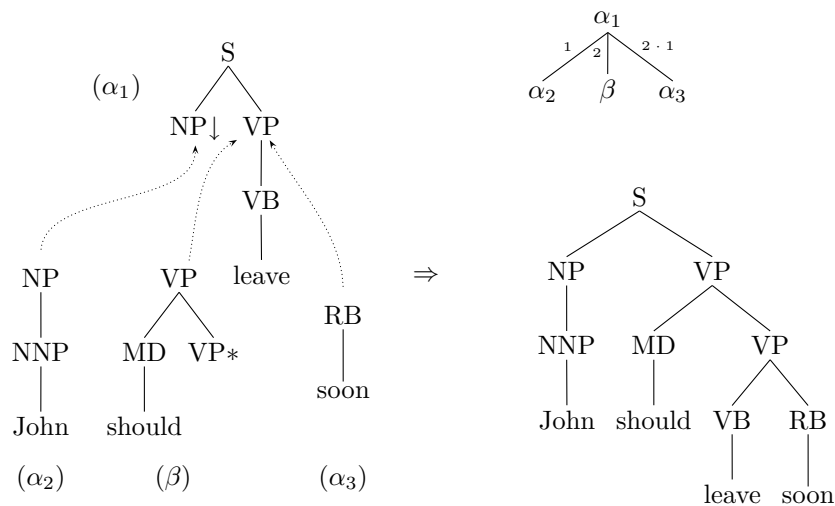 S
(α₁)
NP↓ VP
VB
leave
NP
NNP
John
(α₂)
VP
MD VP∗
should
(β)
RB
soon
(α₃)
α₁
1 2 2 · 1
α₂ β α₃
⇒
S
NP VP
NNP MD VP
John should VB RB
leave soon